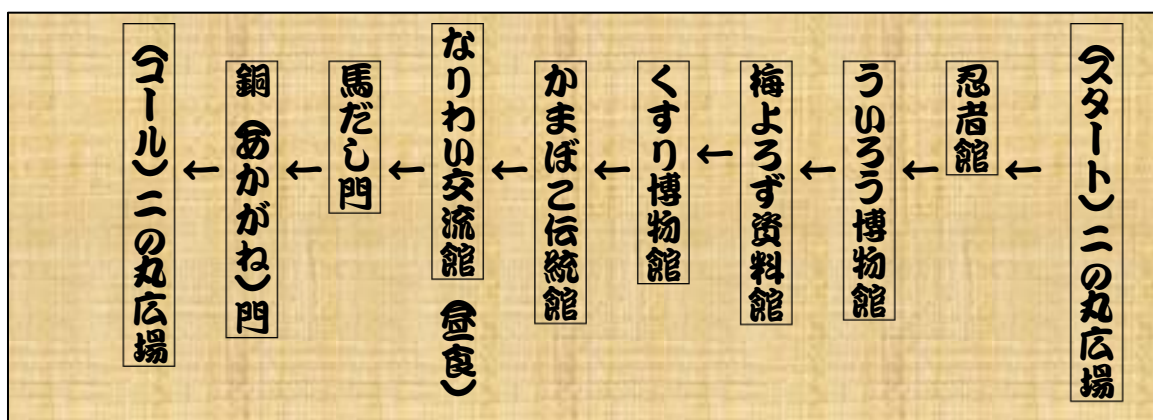 （スタート）二の丸広場
←
忍者館
←
ういろう博物館
←
梅よろず資料館
←
くすり博物館
←
かまぼこ伝統館
←
なりわい交流館 （昼食）
←
馬だし門
←
銅（あかがね）門
←
（ゴール）二の丸広場